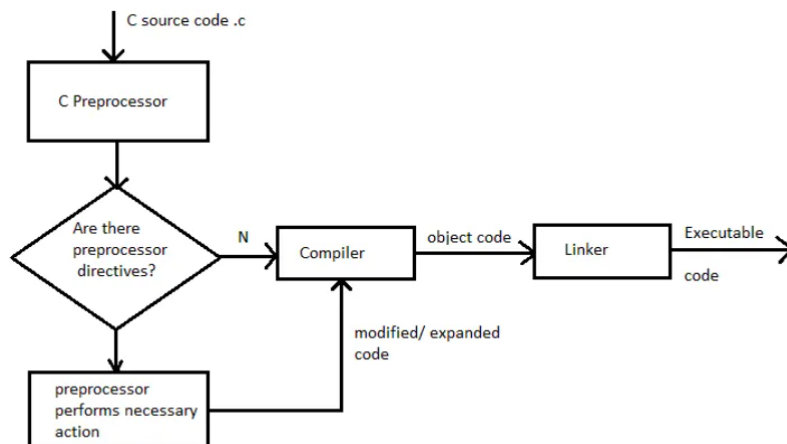 C source code .c
C Preprocessor
Are there
preprocessor
directives?
N
Compiler
object code
Linker
Executable
code
modified/ expanded
code
preprocessor
performs necessary
action